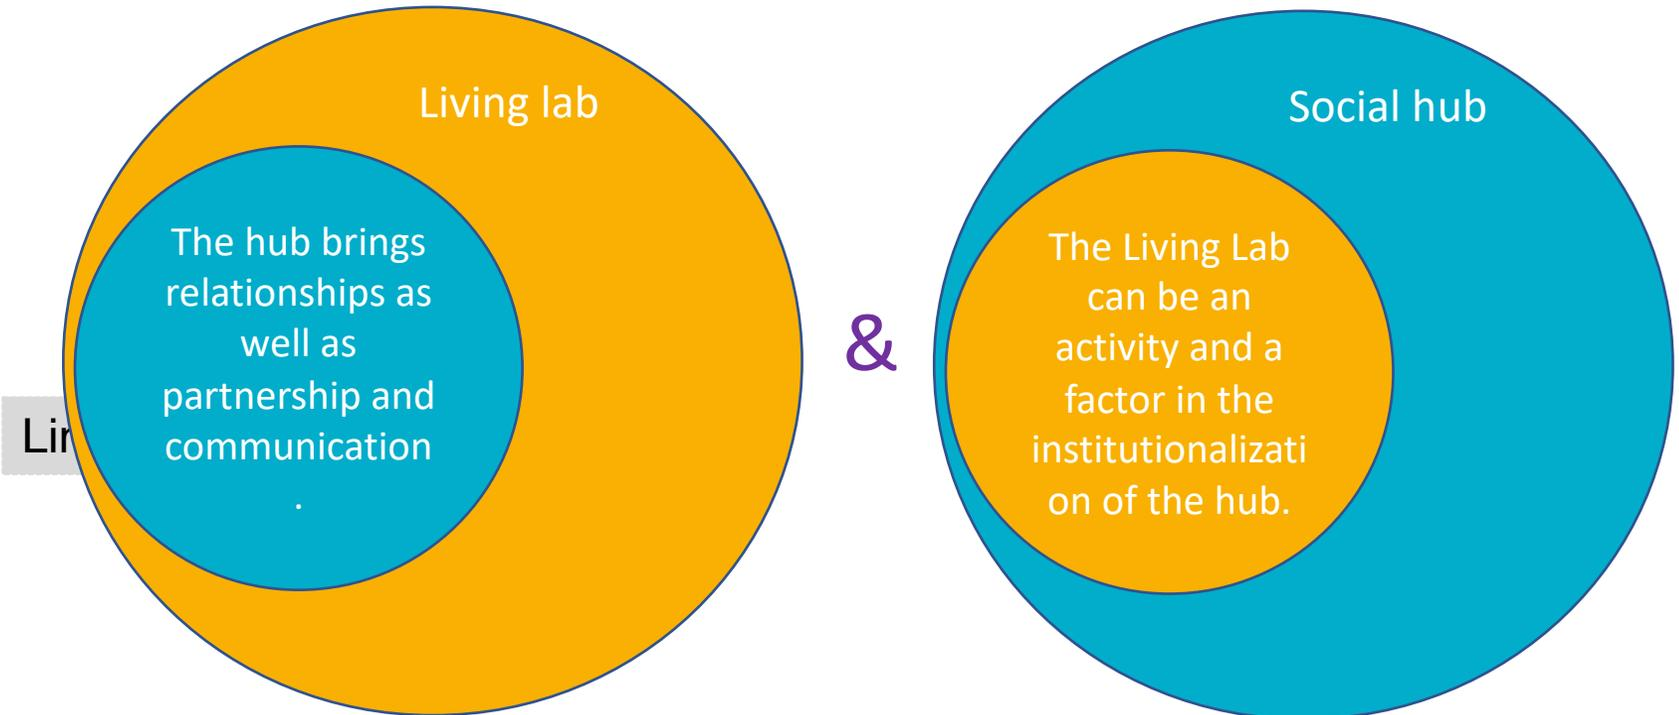 Living lab
The hub brings
relationships as
well as
partnership and
communication
.
&
Social hub
The Living Lab
can be an
activity and a
factor in the
institutionalizati
on of the hub.